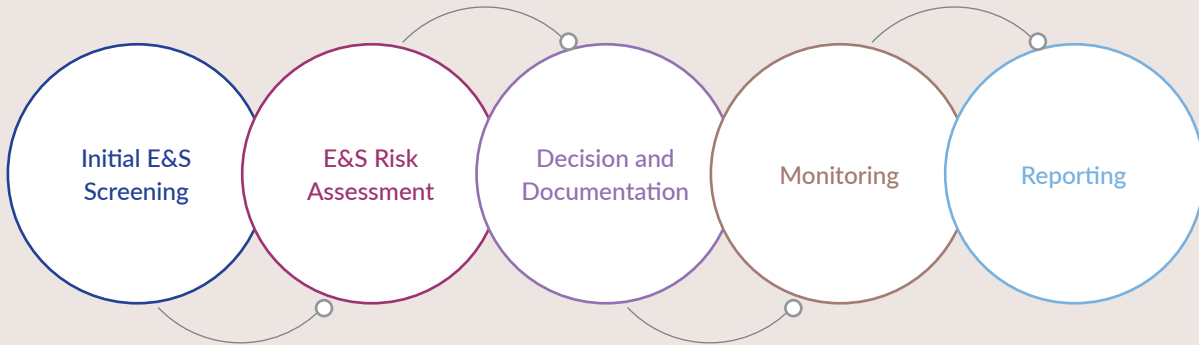 Initial E&S
Screening
E&S Risk
Assessment
Decision and
Documentation
Monitoring
Reporting